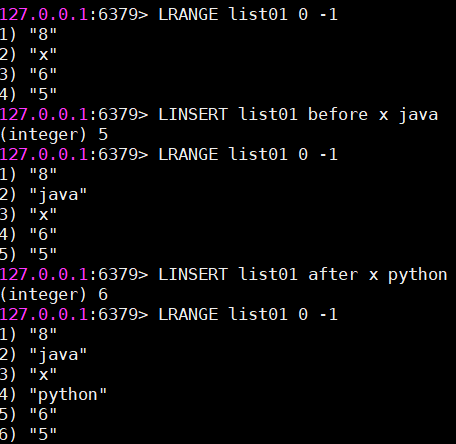 127.0.0.1:6379> LRANGE list01 0 -1
1) "8"
2) "x"
3) "6"
4) "5"
127.0.0.1:6379> LINSERT list01 before x java
(integer) 5
127.0.0.1:6379> LRANGE list01 0 -1
1) "8"
2) "java"
3) "x"
4) "6"
5) "5"
127.0.0.1:6379> LINSERT list01 after x python
(integer) 6
127.0.0.1:6379> LRANGE list01 0 -1
1) "8"
2) "java"
3) "x"
4) "python"
5) "6"
6) "5"